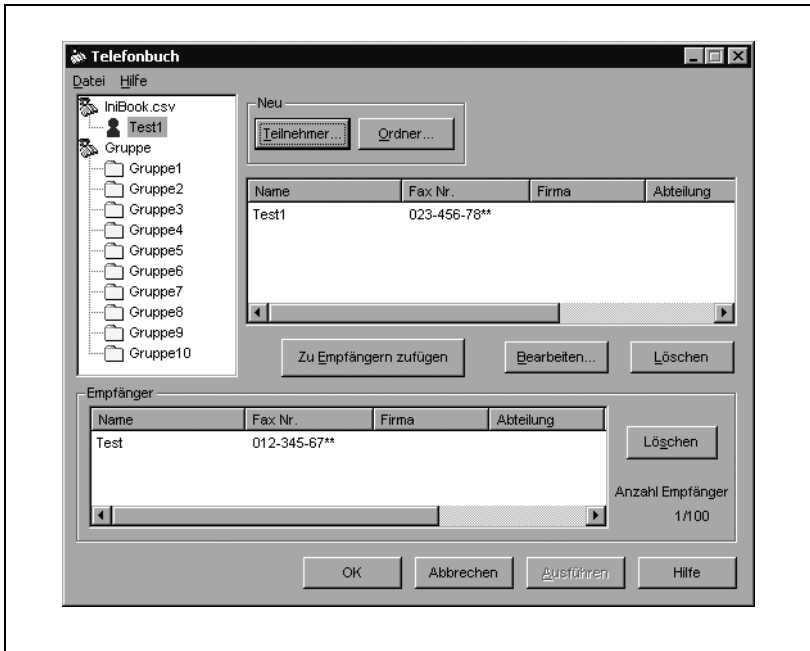 Telefonbuch
Datei Hilfe
IniBook.csv
Test1
Gruppe
Gruppe1
Gruppe2
Gruppe3
Gruppe4
Gruppe5
Gruppe6
Gruppe7
Gruppe8
Gruppe9
Gruppe10
Neu
Teilnehmer... Ordner...
Name Fax Nr. Firma Abteilung
Test1 023-456-78**
Zu Empfängern zufügen Bearbeiten... Löschen
Empfänger
Name Fax Nr. Firma Abteilung
Test 012-345-67**
Löschen
Anzahl Empfänger
1/100
OK Abbrechen Ausführen Hilfe